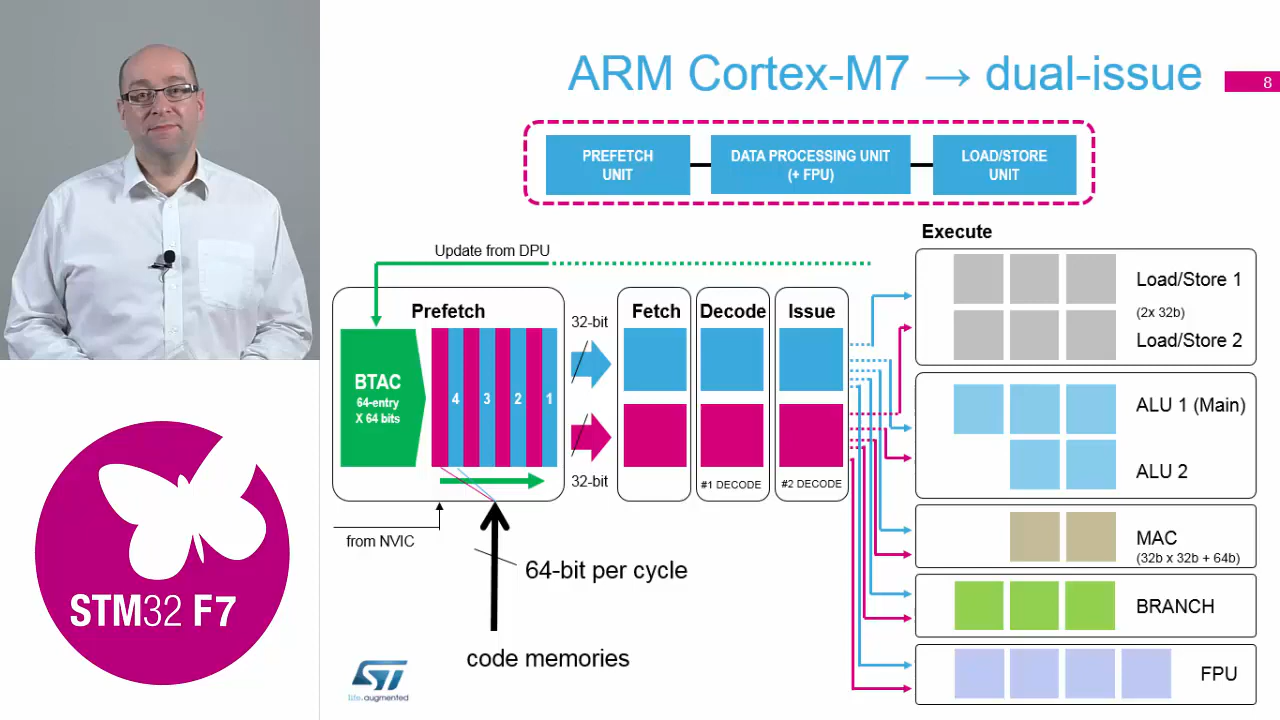 ARM Cortex-M7 → dual-issue
8
PREFETCH
UNIT
DATA PROCESSING UNIT
(+ FPU)
LOAD/STORE
UNIT
Update from DPU
Execute
Prefetch
32-bit
Fetch
Decode
Issue
BTAC
64-entry
X 64 bits
4
3
2
1
32-bit
#1 DECODE
#2 DECODE
from NVIC
64-bit per cycle
code memories
Load/Store 1
(2x 32b)
Load/Store 2
ALU 1 (Main)
ALU 2
MAC
(32b x 32b + 64b)
BRANCH
FPU
STM32 F7
ST
life.augmented